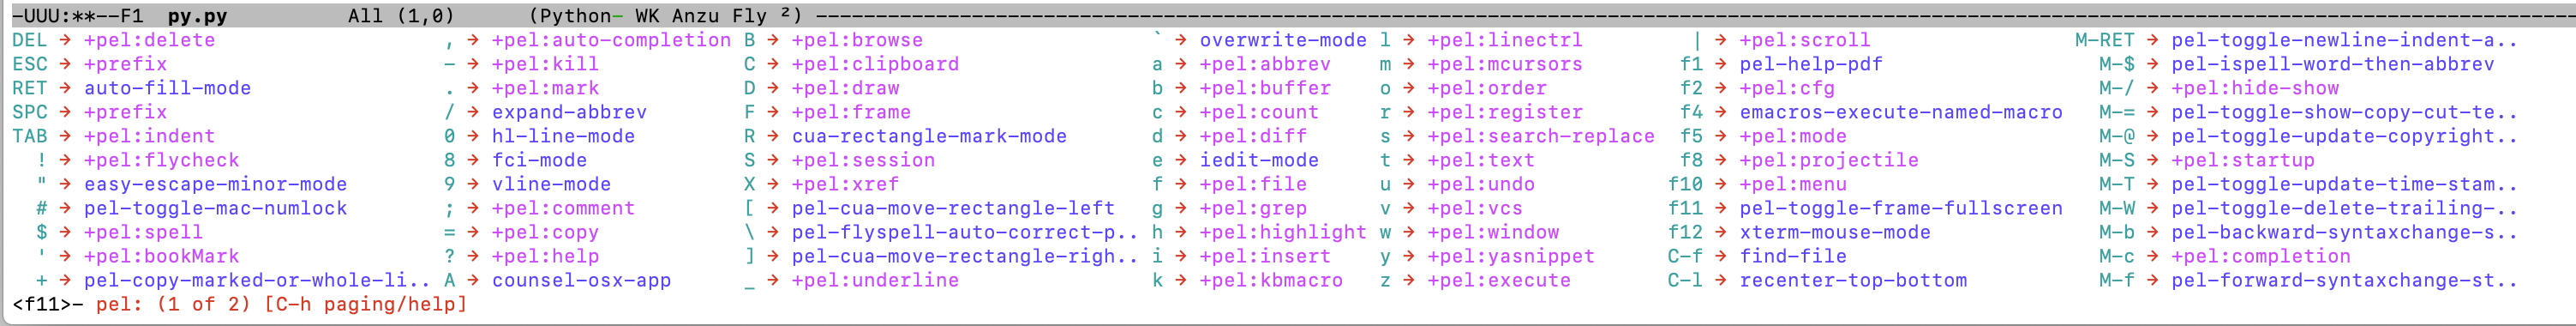 -UUU:**--F1  py.py          All (1,0)      (Python- WK Anzu Fly ²) --------------------------------
DEL → +pel:delete , → +pel:auto-completion B → +pel:browse ` → overwrite-mode l → +pel:linectrl | → +pel:scroll M-RET → pel-toggle-newline-indent-a..
ESC → +prefix - → +pel:kill C → +pel:clipboard a → +pel:abbrev m → +pel:mcursors f1 → pel-help-pdf M-$ → pel-ispell-word-then-abbrev
RET → auto-fill-mode . → +pel:mark D → +pel:draw b → +pel:buffer o → +pel:order f2 → +pel:cfg M-/ → +pel:hide-show
SPC → +prefix / → expand-abbrev F → +pel:frame c → +pel:count r → +pel:register f4 → emacros-execute-named-macro M-= → pel-toggle-show-copy-cut-te..
TAB → +pel:indent 0 → hl-line-mode R → cua-rectangle-mark-mode d → +pel:diff s → +pel:search-replace f5 → +pel:mode M-@ → pel-toggle-update-copyright..
! → +pel:flycheck 8 → fci-mode S → +pel:session e → iedit-mode t → +pel:text f8 → +pel:projectile M-S → +pel:startup
" → easy-escape-minor-mode 9 → vline-mode X → +pel:xref f → +pel:file u → +pel:undo f10 → +pel:menu M-T → pel-toggle-update-time-stam..
# → pel-toggle-mac-numlock ; → +pel:comment [ → pel-cua-move-rectangle-left g → +pel:grep v → +pel:vcs f11 → pel-toggle-frame-fullscreen M-W → pel-toggle-delete-trailing-..
$ → +pel:spell = → +pel:copy \ → pel-flyspell-auto-correct-p.. h → +pel:highlight w → +pel:window f12 → xterm-mouse-mode M-b → pel-backward-syntaxchange-s..
' → +pel:bookMark ? → +pel:help ] → pel-cua-move-rectangle-righ.. i → +pel:insert y → +pel:yasnippet C-f → find-file M-c → +pel:completion
+ → pel-copy-marked-or-whole-li.. A → counsel-osx-app _ → +pel:underline k → +pel:kbmacro z → +pel:execute C-l → recenter-top-bottom M-f → pel-forward-syntaxchange-st..
<f11>- pel: (1 of 2) [C-h paging/help]